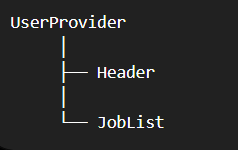 UserProvider
│
├── Header
│
└── JobList